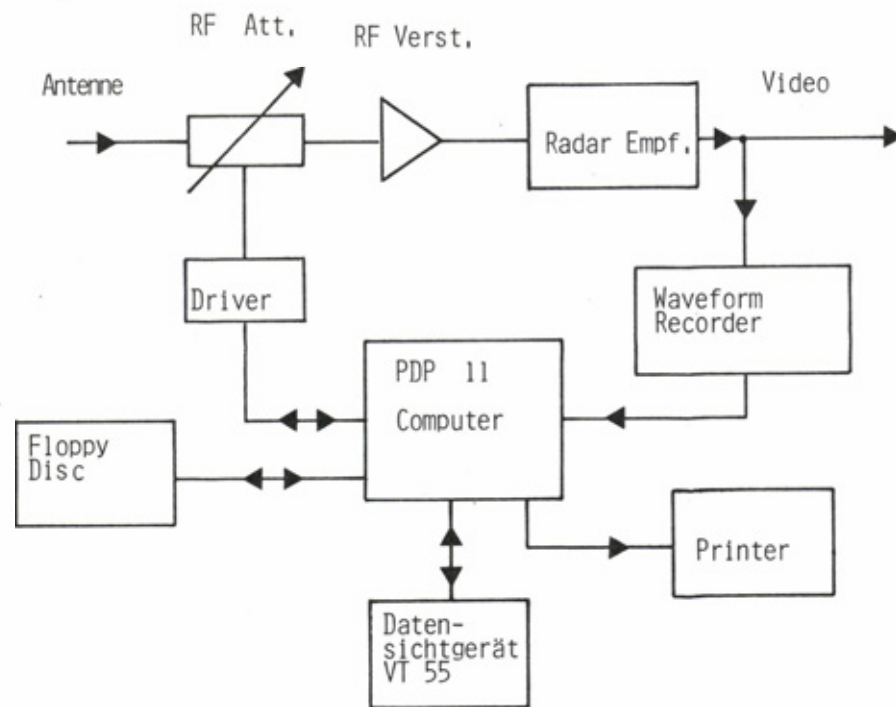 RF Att.
RF Verst.
Antenne
Video
Radar Empf.
Driver
Waveform
Recorder
PDP 11
Computer
Floppy
Disc
Printer
Daten-
sichtgerät
VT 55